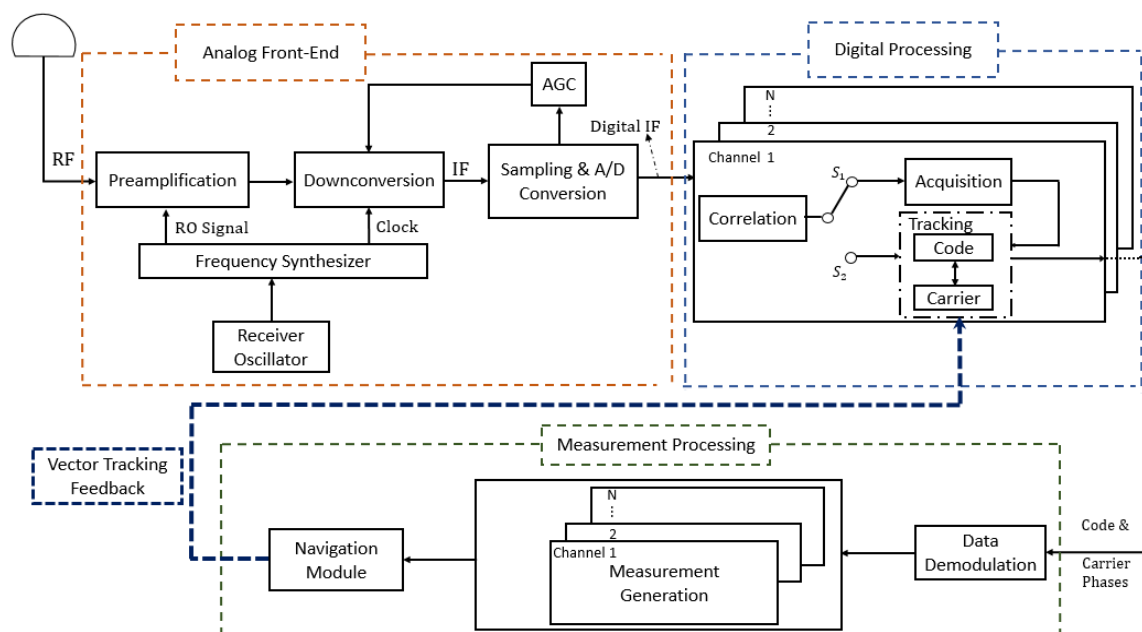 Analog Front-End
Digital Processing
AGC
N
⋮
2
Digital IF
Channel 1
RF
Preamplification
Downconversion
IF
Sampling & A/D
Conversion
S₁
Acquisition
Correlation
RO Signal
Clock
Tracking
Code
Frequency Synthesizer
S₂
Carrier
Receiver
Oscillator
Measurement Processing
Vector Tracking
Feedback
N
⋮
2
Channel 1
Measurement
Generation
Navigation
Module
Data
Demodulation
Code &
Carrier
Phases